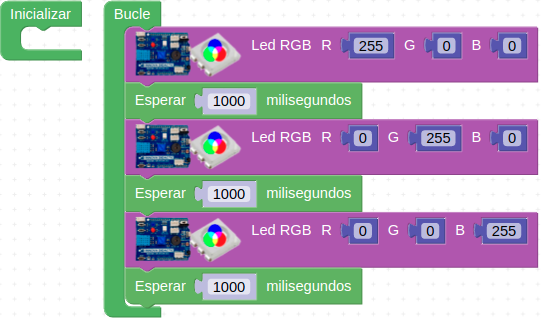 Inicializar
Bucle
Led RGB R 255 G 0 B 0
Esperar 1000 milisegundos
Led RGB R 0 G 255 B 0
Esperar 1000 milisegundos
Led RGB R 0 G 0 B 255
Esperar 1000 milisegundos